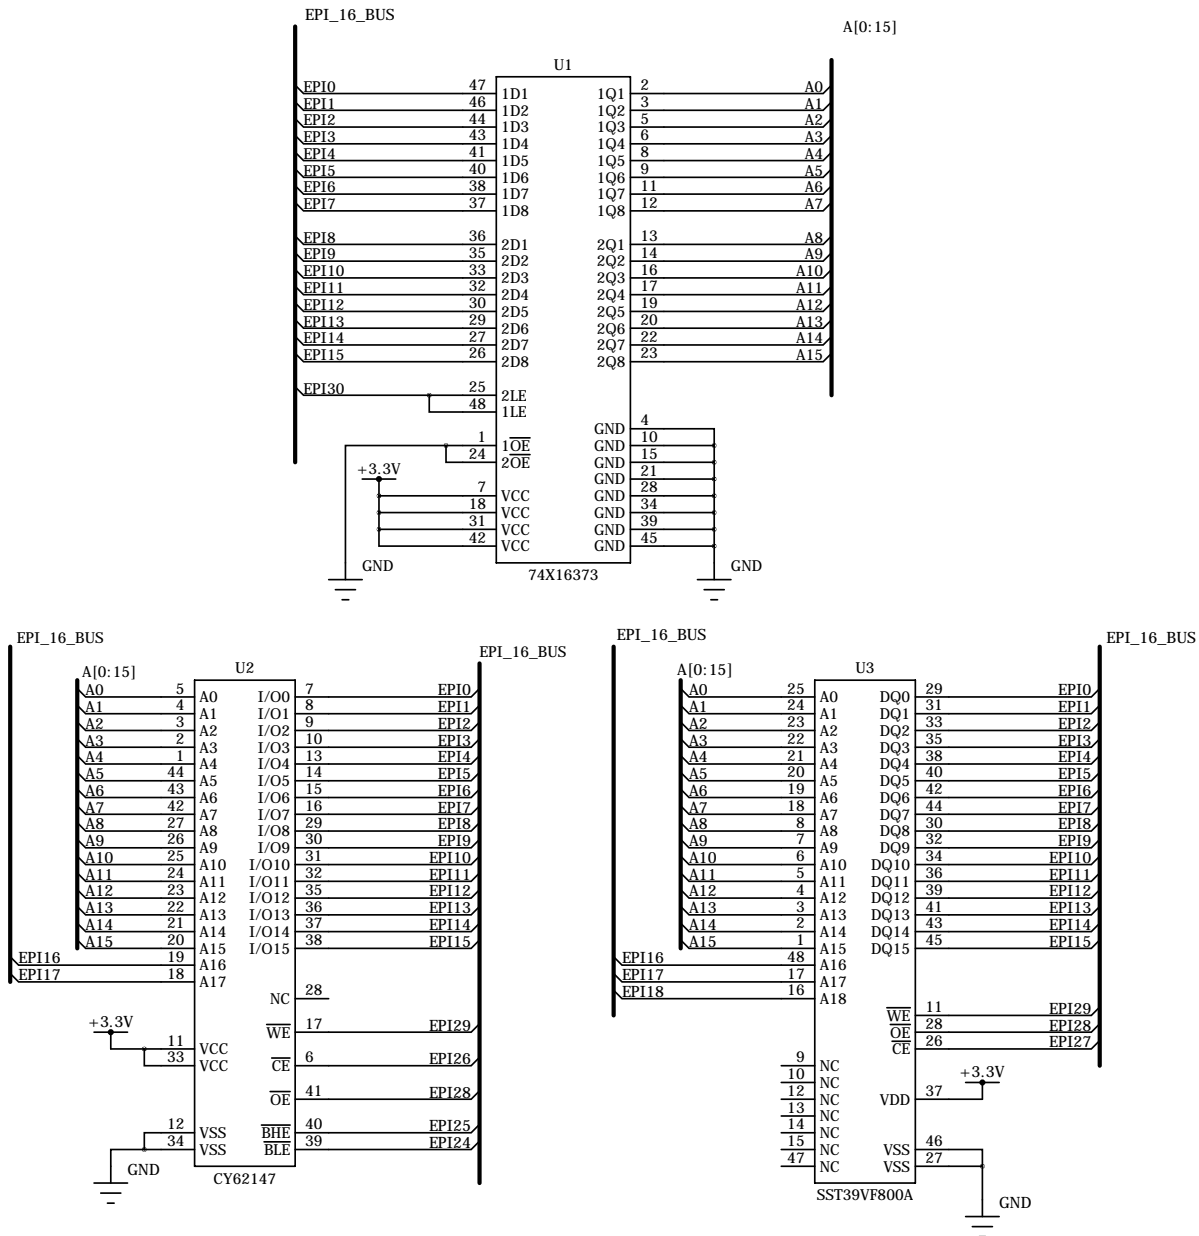 EPI_16_BUS
A[0:15]
U1
EPI0 47 1D1 1Q1 2 A0
EPI1 46 1D2 1Q2 3 A1
EPI2 44 1D3 1Q3 5 A2
EPI3 43 1D4 1Q4 6 A3
EPI4 41 1D5 1Q5 8 A4
EPI5 40 1D6 1Q6 9 A5
EPI6 38 1D7 1Q7 11 A6
EPI7 37 1D8 1Q8 12 A7
EPI8 36 2D1 2Q1 13 A8
EPI9 35 2D2 2Q2 14 A9
EPI10 33 2D3 2Q3 16 A10
EPI11 32 2D4 2Q4 17 A11
EPI12 30 2D5 2Q5 19 A12
EPI13 29 2D6 2Q6 20 A13
EPI14 27 2D7 2Q7 22 A14
EPI15 26 2D8 2Q8 23 A15
EPI30 25 2LE
48 1LE
GND 4
1 1OE GND 10
24 2OE GND 15
+3.3V GND 21
7 VCC GND 28
18 VCC GND 34
31 VCC GND 39
42 VCC GND 45
GND
GND
74X16373
EPI_16_BUS
EPI_16_BUS
A[0:15]
U2
A0 5 A0 I/O0 7 EPI0
A1 4 A1 I/O1 8 EPI1
A2 3 A2 I/O2 9 EPI2
A3 2 A3 I/O3 10 EPI3
A4 1 A4 I/O4 13 EPI4
A5 44 A5 I/O5 14 EPI5
A6 43 A6 I/O6 15 EPI6
A7 42 A7 I/O7 16 EPI7
A8 27 A8 I/O8 29 EPI8
A9 26 A9 I/O9 30 EPI9
A10 25 A10 I/O10 31 EPI10
A11 24 A11 I/O11 32 EPI11
A12 23 A12 I/O12 35 EPI12
A13 22 A13 I/O13 36 EPI13
A14 21 A14 I/O14 37 EPI14
A15 20 A15 I/O15 38 EPI15
EPI16 19 A16
EPI17 18 A17
NC 28
+3.3V WE 17 EPI29
11 VCC
33 VCC CE 6 EPI26
OE 41 EPI28
12 VSS BHE 40 EPI25
34 VSS BLE 39 EPI24
GND
CY62147
EPI_16_BUS
EPI_16_BUS
A[0:15]
U3
A0 25 A0 DQ0 29 EPI0
A1 24 A1 DQ1 31 EPI1
A2 23 A2 DQ2 33 EPI2
A3 22 A3 DQ3 35 EPI3
A4 21 A4 DQ4 38 EPI4
A5 20 A5 DQ5 40 EPI5
A6 19 A6 DQ6 42 EPI6
A7 18 A7 DQ7 44 EPI7
A8 8 A8 DQ8 30 EPI8
A9 7 A9 DQ9 32 EPI9
A10 6 A10 DQ10 34 EPI10
A11 5 A11 DQ11 36 EPI11
A12 4 A12 DQ12 39 EPI12
A13 3 A13 DQ13 41 EPI13
A14 2 A14 DQ14 43 EPI14
A15 1 A15 DQ15 45 EPI15
EPI16 48 A16
EPI17 17 A17
EPI18 16 A18
WE 11 EPI29
OE 28 EPI28
CE 26 EPI27
9 NC
10 NC +3.3V
12 NC VDD 37
13 NC
14 NC
15 NC VSS 46
47 NC VSS 27
SST39VF800A
GND